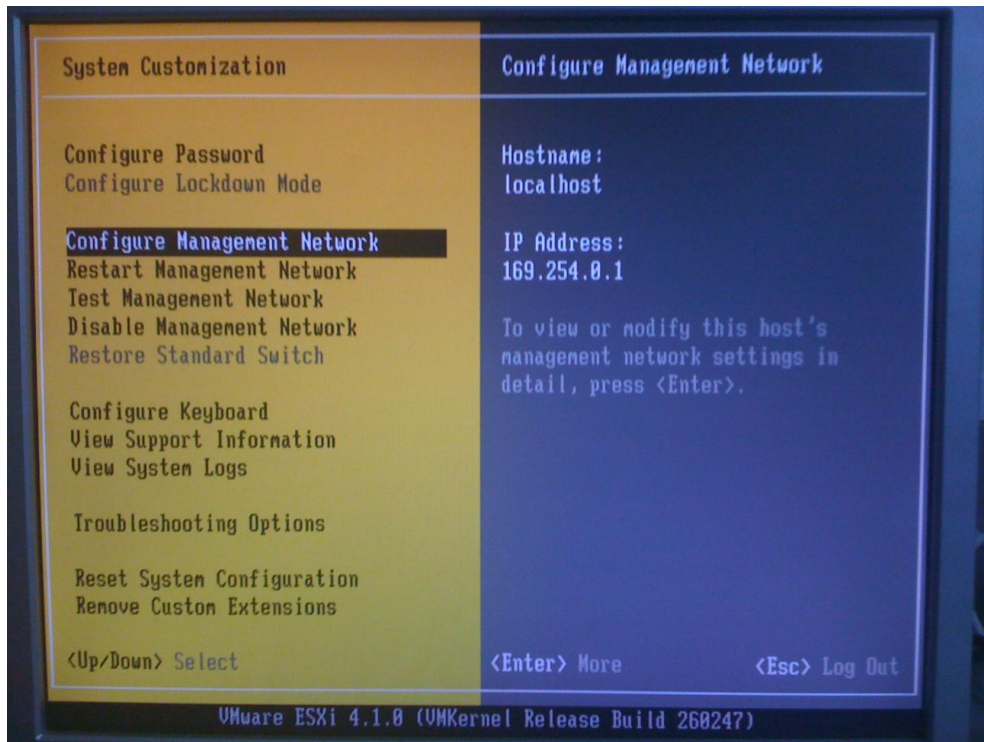 System Customization
Configure Password
Configure Lockdown Mode
Configure Management Network
Restart Management Network
Test Management Network
Disable Management Network
Restore Standard Switch
Configure Keyboard
View Support Information
View System Logs
Troubleshooting Options
Reset System Configuration
Remove Custom Extensions
<Up/Down> Select
Configure Management Network
Hostname:
localhost
IP Address:
169.254.0.1
To view or modify this host's
management network settings in
detail, press <Enter>.
<Enter> More
<Esc> Log Out
VMware ESXi 4.1.0 (VMKernel Release Build 260247)